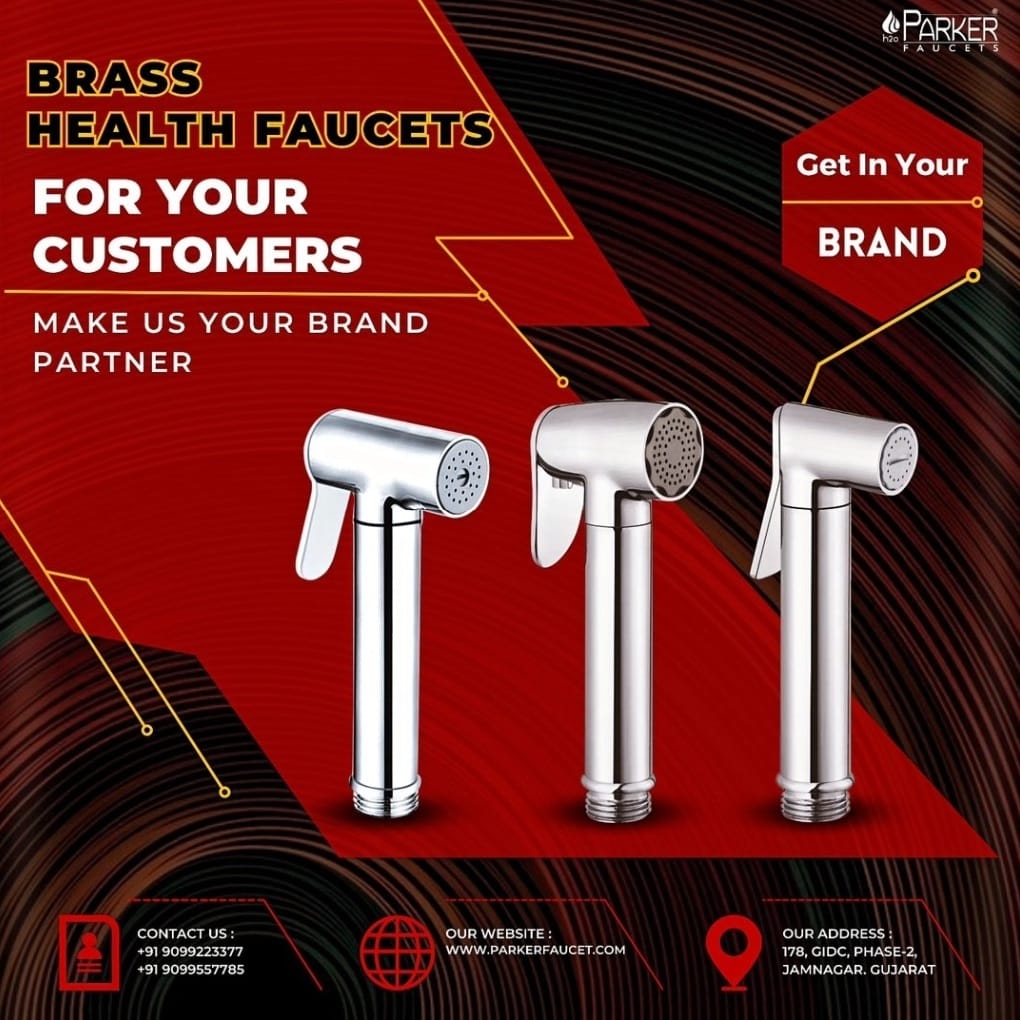 h2o PARKER®
FAUCETS
BRASS
HEALTH FAUCETS
FOR YOUR
CUSTOMERS
MAKE US YOUR BRAND
PARTNER
Get In Your
BRAND
CONTACT US :
+91 9099223377
+91 9099557785
OUR WEBSITE :
WWW.PARKERFAUCET.COM
OUR ADDRESS :
178, GIDC, PHASE-2,
JAMNAGAR. GUJARAT